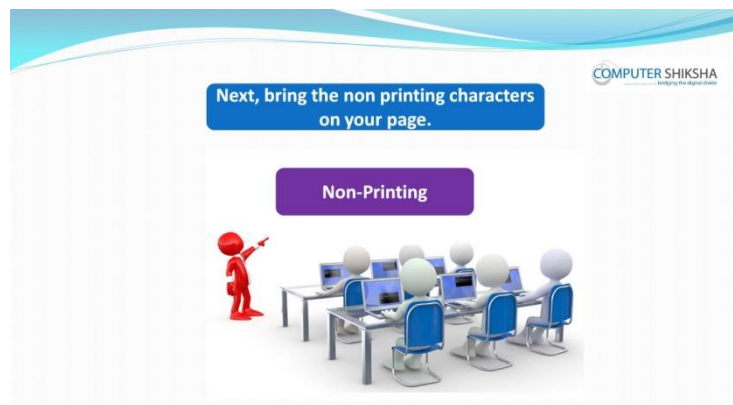 COMPUTER SHIKSHA
bridging the digital divide
Next, bring the non printing characters
on your page.
Non-Printing